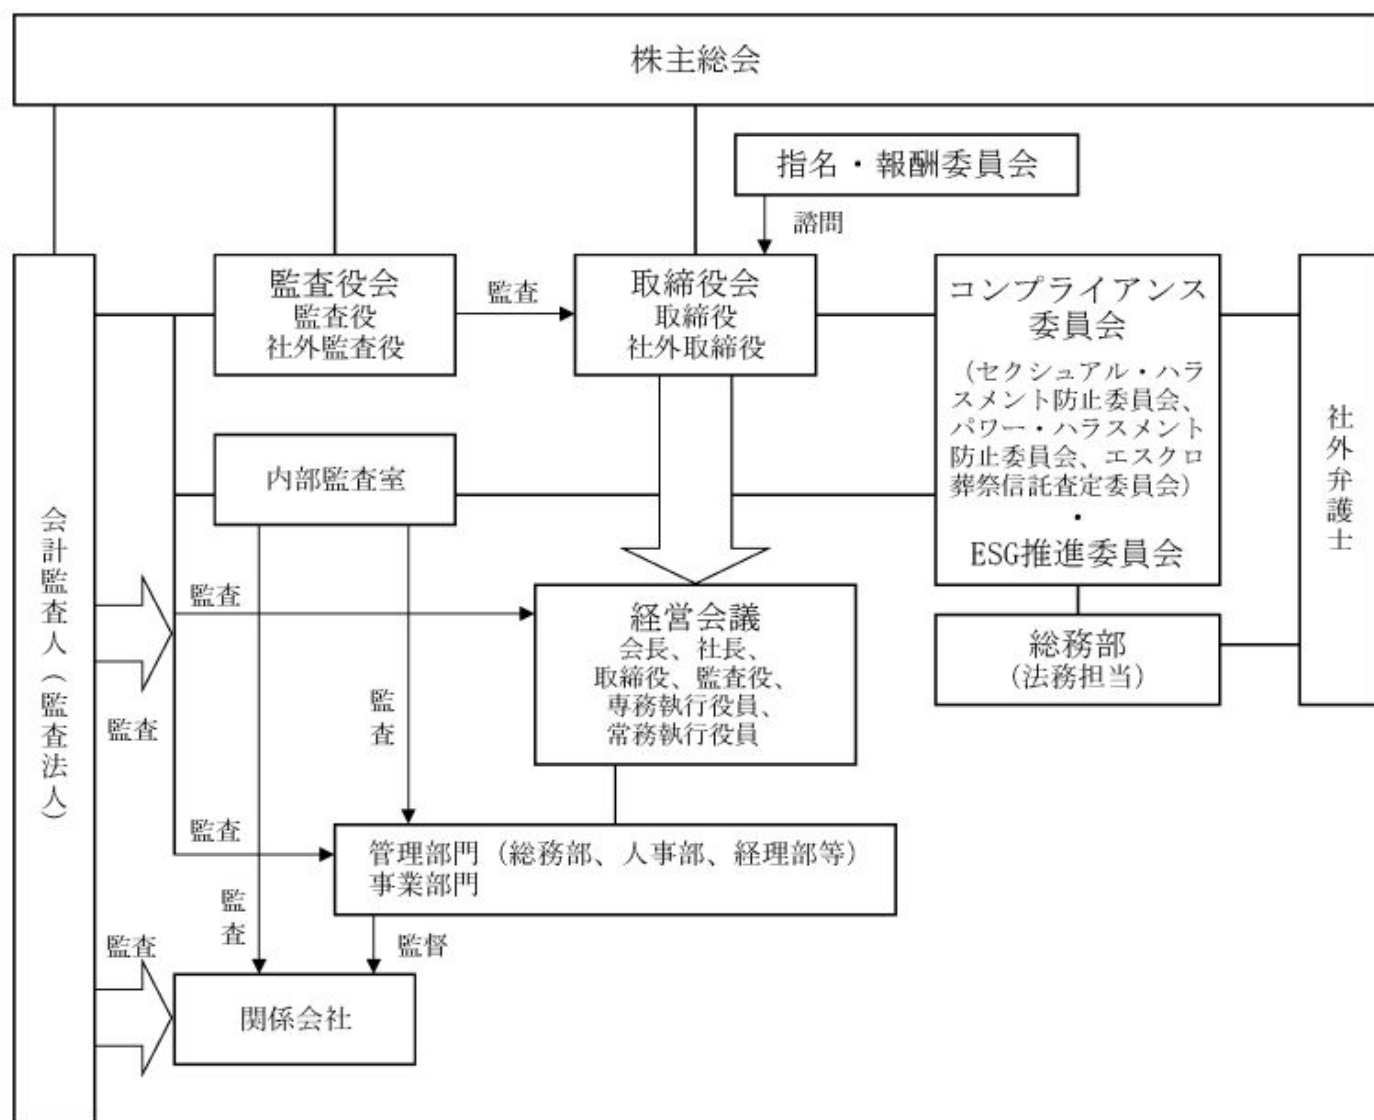 株主総会
指名・報酬委員会
諮問
監査役会
監査役
社外監査役
監査
取締役会
取締役
社外取締役
コンプライアンス
委員会
（セクシュアル・ハラ
スメント防止委員会、
パワー・ハラスメント
防止委員会、エスクロ
葬祭信託査定委員会）
・
ESG推進委員会
社外弁護士
内部監査室
会計監査人（監査法人）
監査
経営会議
会長、社長、
取締役、監査役、
専務執行役員、
常務執行役員
総務部
（法務担当）
監査
監査
監査
管理部門（総務部、人事部、経理部等）
事業部門
監査
監査
監督
関係会社